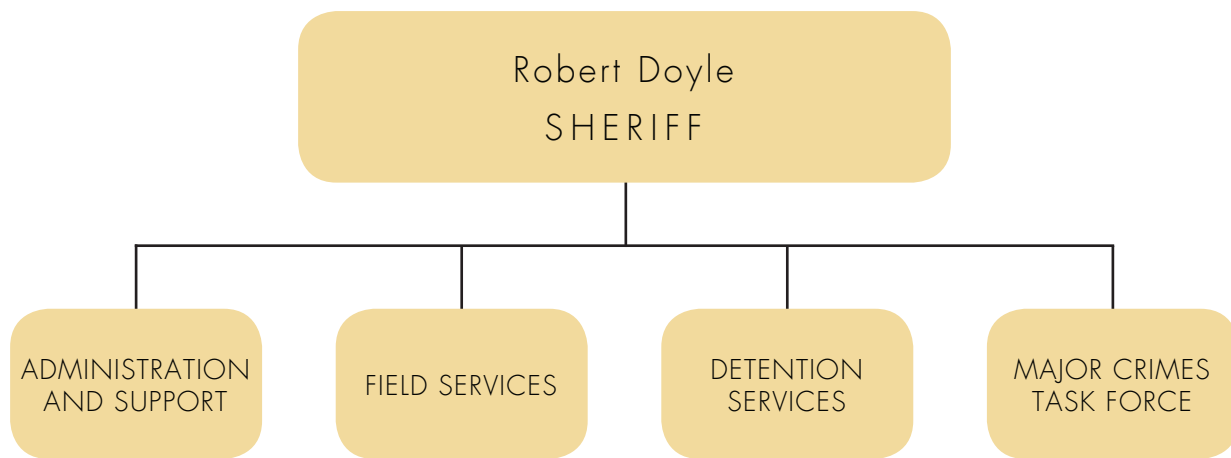 Robert Doyle
SHERIFF
ADMINISTRATION
AND SUPPORT
FIELD SERVICES
DETENTION
SERVICES
MAJOR CRIMES
TASK FORCE